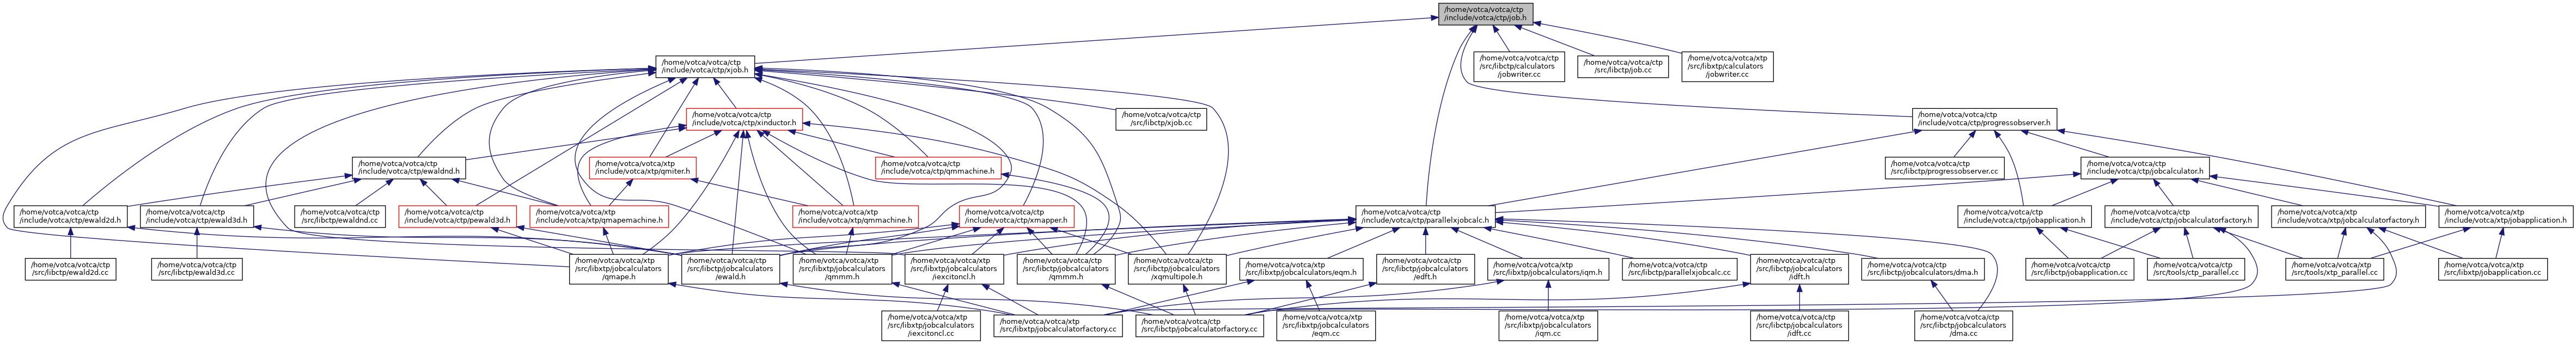 /home/votca/votca/ctp
/include/votca/ctp/job.h
/home/votca/votca/ctp
/include/votca/ctp/xjob.h
/home/votca/votca/ctp
/src/libctp/calculators
/jobwriter.cc
/home/votca/votca/ctp
/src/libctp/job.cc
/home/votca/votca/xtp
/src/libxtp/calculators
/jobwriter.cc
/home/votca/votca/ctp
/include/votca/ctp/xinductor.h
/home/votca/votca/ctp
/src/libctp/xjob.cc
/home/votca/votca/ctp
/include/votca/ctp/progressobserver.h
/home/votca/votca/ctp
/include/votca/ctp/ewaldnd.h
/home/votca/votca/xtp
/include/votca/xtp/qmiter.h
/home/votca/votca/ctp
/include/votca/ctp/qmmachine.h
/home/votca/votca/ctp
/src/libctp/progressobserver.cc
/home/votca/votca/ctp
/include/votca/ctp/jobcalculator.h
/home/votca/votca/ctp
/include/votca/ctp/ewald2d.h
/home/votca/votca/ctp
/include/votca/ctp/ewald3d.h
/home/votca/votca/ctp
/src/libctp/ewaldnd.cc
/home/votca/votca/ctp
/include/votca/ctp/pewald3d.h
/home/votca/votca/xtp
/include/votca/xtp/qmapemachine.h
/home/votca/votca/xtp
/include/votca/xtp/qmmachine.h
/home/votca/votca/ctp
/include/votca/ctp/xmapper.h
/home/votca/votca/ctp
/include/votca/ctp/parallelxjobcalc.h
/home/votca/votca/ctp
/include/votca/ctp/jobapplication.h
/home/votca/votca/ctp
/include/votca/ctp/jobcalculatorfactory.h
/home/votca/votca/xtp
/include/votca/xtp/jobcalculatorfactory.h
/home/votca/votca/xtp
/include/votca/xtp/jobapplication.h
/home/votca/votca/ctp
/src/libctp/ewald2d.cc
/home/votca/votca/ctp
/src/libctp/ewald3d.cc
/home/votca/votca/xtp
/src/libxtp/jobcalculators
/qmape.h
/home/votca/votca/ctp
/src/libctp/jobcalculators
/ewald.h
/home/votca/votca/xtp
/src/libxtp/jobcalculators
/qmmm.h
/home/votca/votca/xtp
/src/libxtp/jobcalculators
/iexcitoncl.h
/home/votca/votca/ctp
/src/libctp/jobcalculators
/qmmm.h
/home/votca/votca/ctp
/src/libctp/jobcalculators
/xqmultipole.h
/home/votca/votca/xtp
/src/libxtp/jobcalculators/eqm.h
/home/votca/votca/ctp
/src/libctp/jobcalculators
/edft.h
/home/votca/votca/xtp
/src/libxtp/jobcalculators/iqm.h
/home/votca/votca/ctp
/src/libctp/parallelxjobcalc.cc
/home/votca/votca/ctp
/src/libctp/jobcalculators
/idft.h
/home/votca/votca/ctp
/src/libctp/jobcalculators/dma.h
/home/votca/votca/ctp
/src/libctp/jobapplication.cc
/home/votca/votca/ctp
/src/tools/ctp_parallel.cc
/home/votca/votca/xtp
/src/tools/xtp_parallel.cc
/home/votca/votca/xtp
/src/libxtp/jobapplication.cc
/home/votca/votca/xtp
/src/libxtp/jobcalculators
/iexcitoncl.cc
/home/votca/votca/xtp
/src/libxtp/jobcalculatorfactory.cc
/home/votca/votca/ctp
/src/libctp/jobcalculatorfactory.cc
/home/votca/votca/xtp
/src/libxtp/jobcalculators
/eqm.cc
/home/votca/votca/xtp
/src/libxtp/jobcalculators
/iqm.cc
/home/votca/votca/ctp
/src/libctp/jobcalculators
/idft.cc
/home/votca/votca/ctp
/src/libctp/jobcalculators
/dma.cc